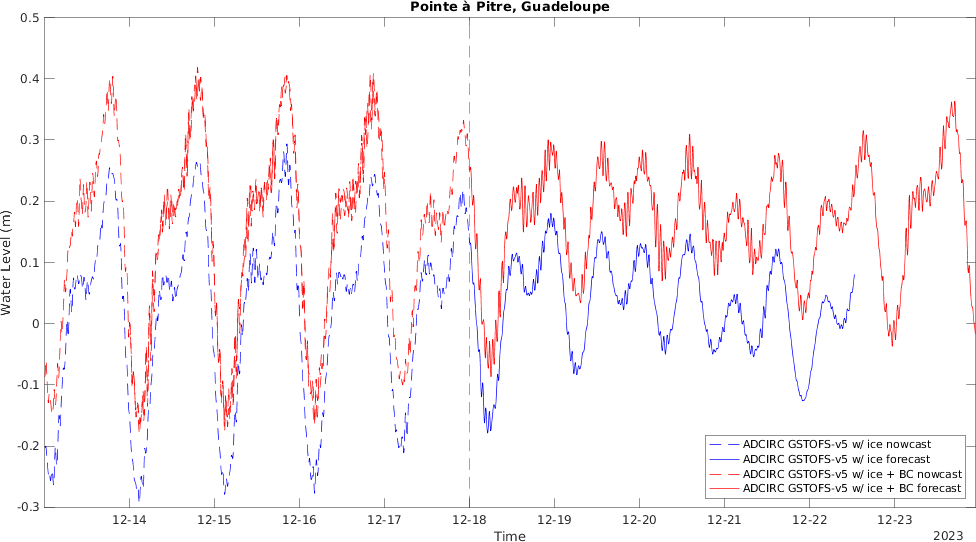 Pointe à Pitre, Guadeloupe
0.5
0.4
0.3
0.2
0.1
0
-0.1
-0.2
-0.3
Water Level (m)
12-14
12-15
12-16
12-17
12-18
12-19
12-20
12-21
12-22
12-23
Time
2023
ADCIRC GSTOFS-v5 w/ ice nowcast
ADCIRC GSTOFS-v5 w/ ice forecast
ADCIRC GSTOFS-v5 w/ ice + BC nowcast
ADCIRC GSTOFS-v5 w/ ice + BC forecast